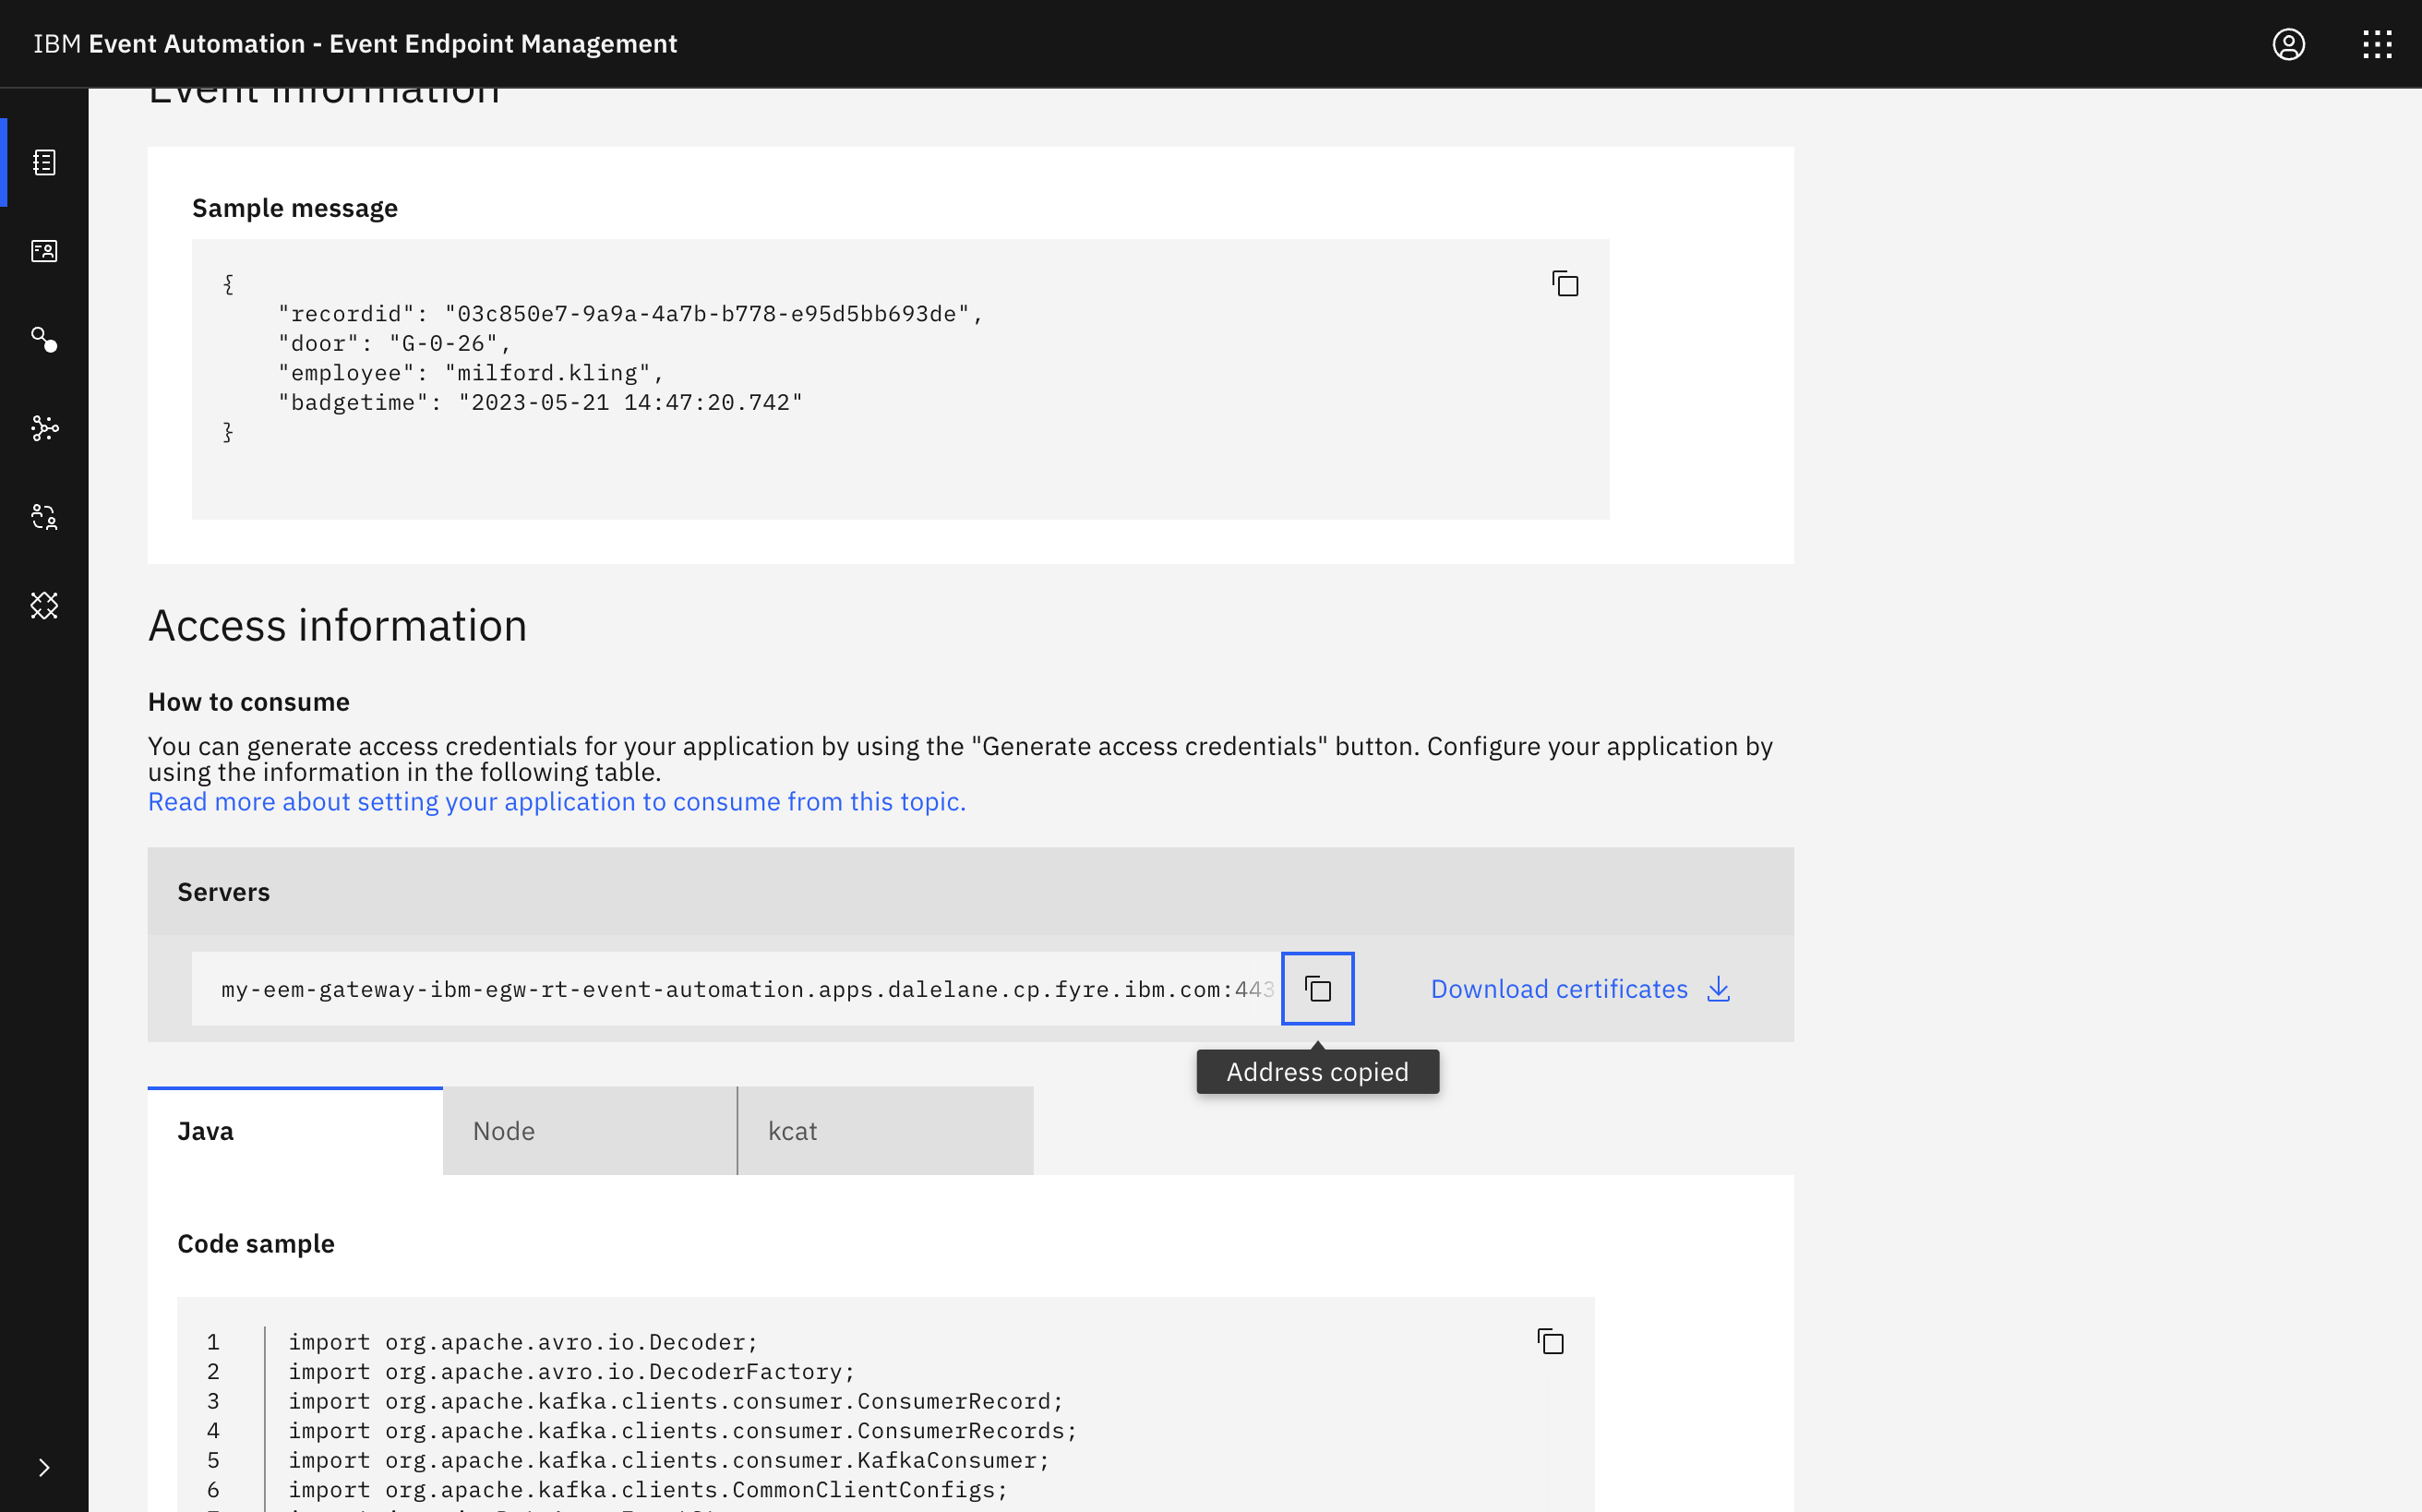 IBM Event Automation - Event Endpoint Management
Event information
Sample message
{
"recordid": "03c850e7-9a9a-4a7b-b778-e95d5bb693de",
"door": "G-0-26",
"employee": "milford.kling",
"badgetime": "2023-05-21 14:47:20.742"
}
Access information
How to consume
You can generate access credentials for your application by using the "Generate access credentials" button. Configure your application by
using the information in the following table.
Read more about setting your application to consume from this topic.
Servers
my-eem-gateway-ibm-egw-rt-event-automation.apps.dalelane.cp.fyre.ibm.com:443
Download certificates
Address copied
Java
Node
kcat
Code sample
1 import org.apache.avro.io.Decoder;
2 import org.apache.avro.io.DecoderFactory;
3 import org.apache.kafka.clients.consumer.ConsumerRecord;
4 import org.apache.kafka.clients.consumer.ConsumerRecords;
5 import org.apache.kafka.clients.consumer.KafkaConsumer;
6 import org.apache.kafka.clients.CommonClientConfigs;